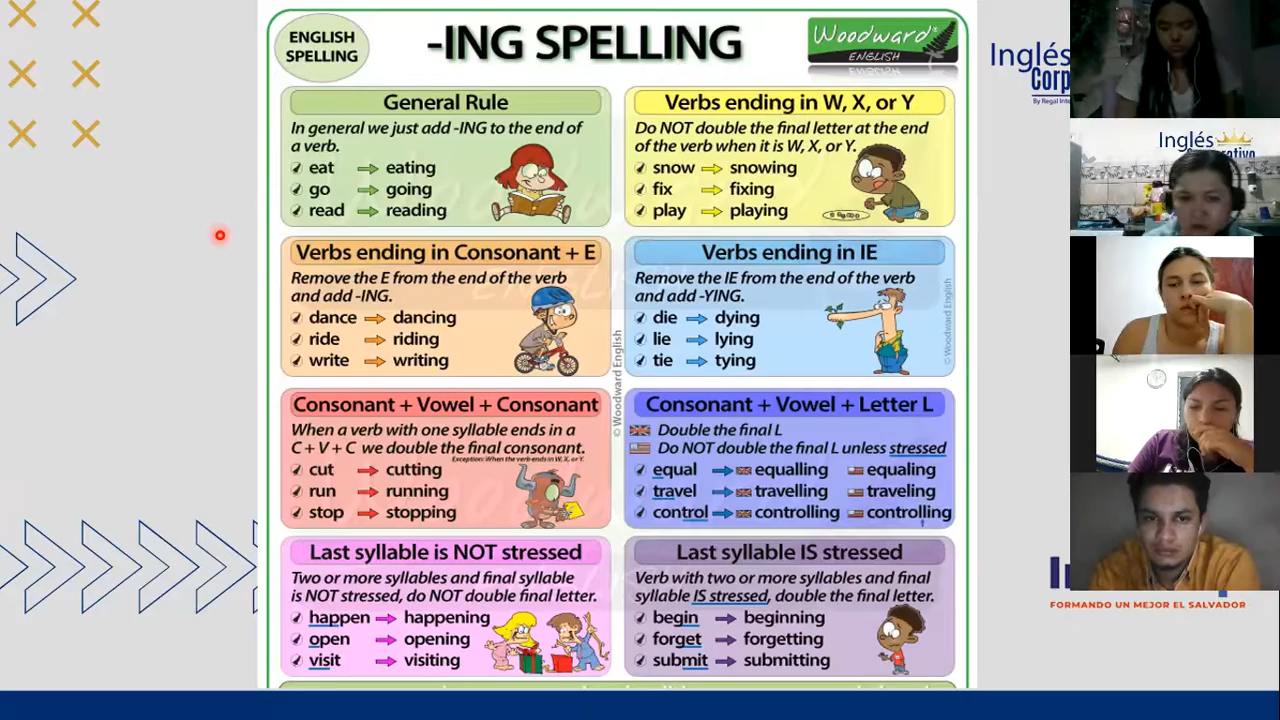 ENGLISH
SPELLING
-ING SPELLING
Woodward
ENGLISH
General Rule
In general we just add -ING to the end of
a verb.
eat eating
go going
read reading
Verbs ending in W, X, or Y
Do NOT double the final letter at the end
of the verb when it is W, X, or Y.
snow snowing
fix fixing
play playing
Verbs ending in Consonant + E
Remove the E from the end of the verb
and add -ING.
dance dancing
ride riding
write writing
Verbs ending in IE
Remove the IE from the end of the verb
and add -YING.
die dying
lie lying
tie tying
© Woodward English
© Woodward English
Consonant + Vowel + Consonant
When a verb with one syllable ends in a
C + V + C we double the final consonant.
Exception: When the verb ends in W, X, or Y.
cut cutting
run running
stop stopping
Consonant + Vowel + Letter L
Double the final L
Do NOT double the final L unless stressed
equal equalling equaling
travel travelling traveling
control controlling controlling
Last syllable is NOT stressed
Two or more syllables and final syllable
is NOT stressed, do NOT double final letter.
happen happening
open opening
visit visiting
Last syllable IS stressed
Verb with two or more syllables and final
syllable IS stressed, double the final letter.
begin beginning
forget forgetting
submit submitting
Inglés
Corp
By Regal Inte
Inglés
FORMANDO UN MEJOR EL SALVADOR